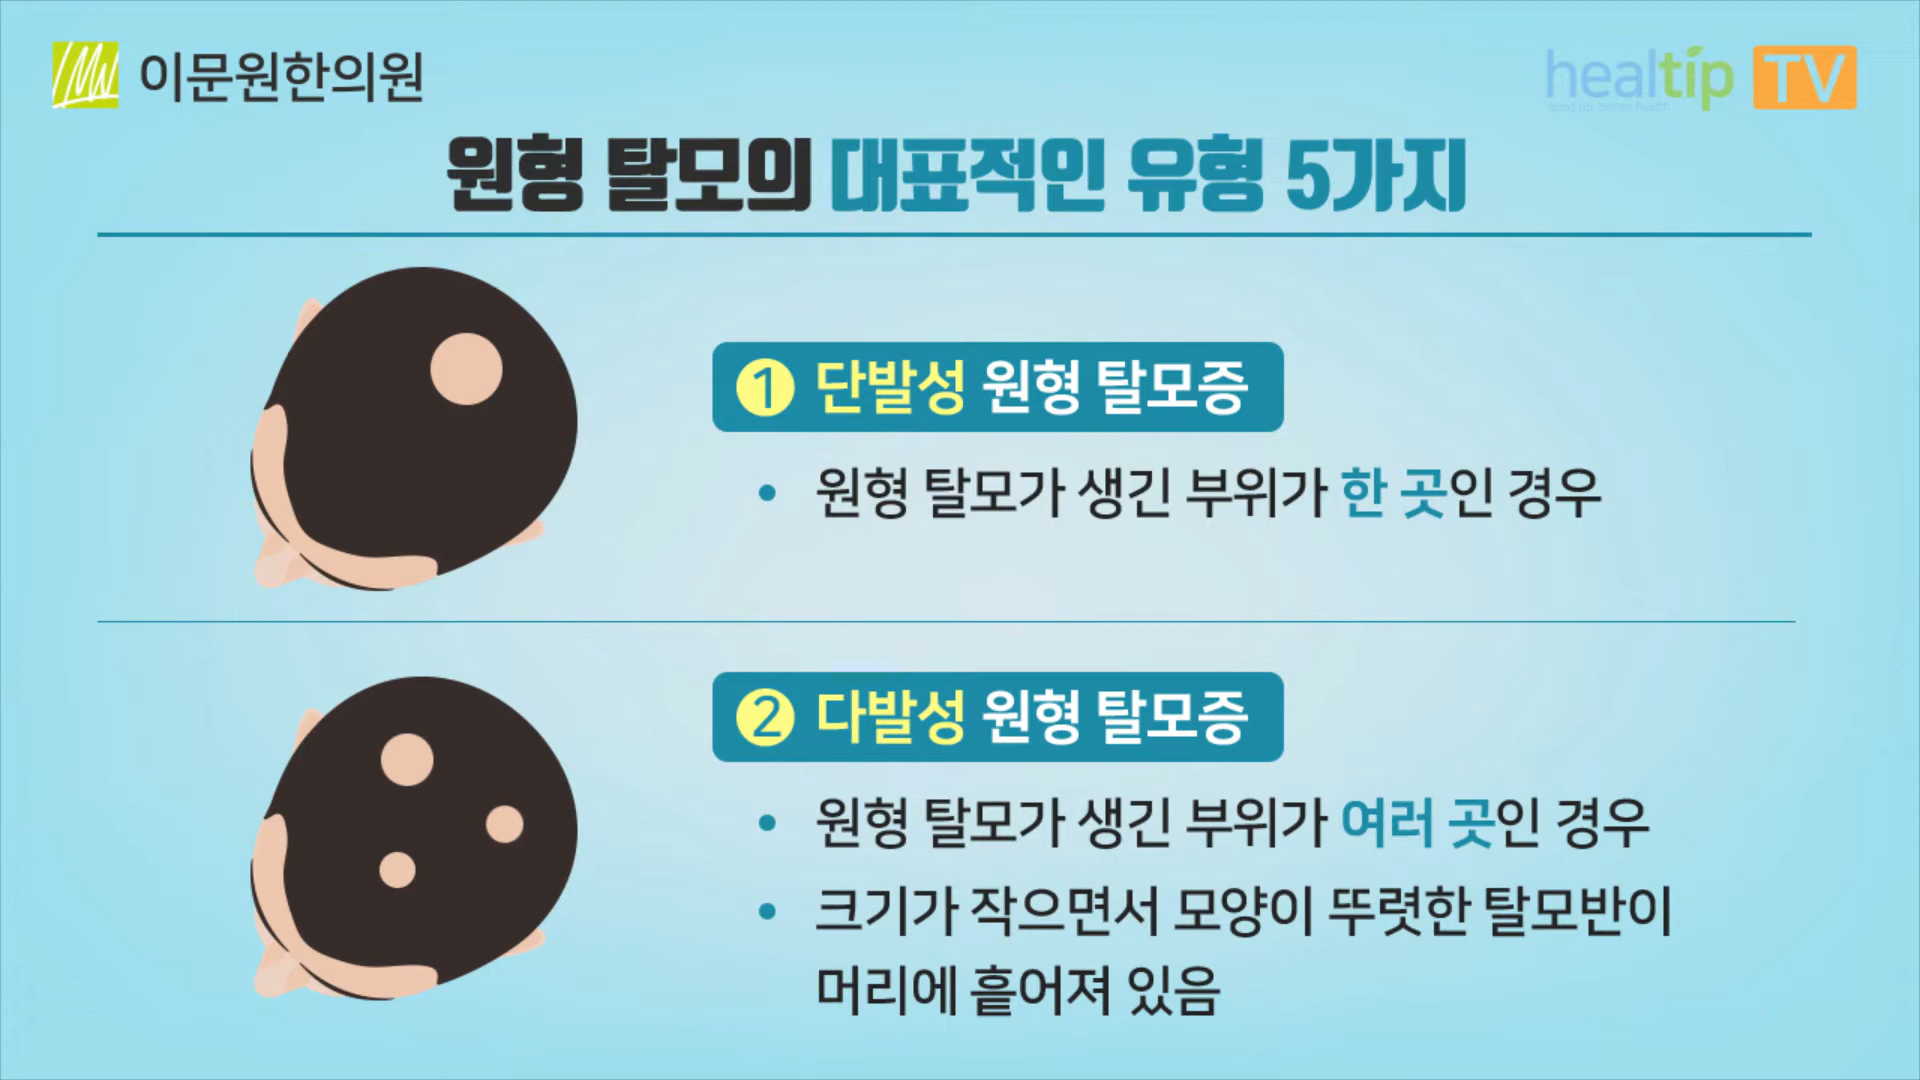 이문원한의원
healtip TV
원형 탈모의 대표적인 유형 5가지
1 단발성 원형 탈모증
• 원형 탈모가 생긴 부위가 한 곳인 경우
2 다발성 원형 탈모증
• 원형 탈모가 생긴 부위가 여러 곳인 경우
• 크기가 작으면서 모양이 뚜렷한 탈모반이
머리에 흩어져 있음